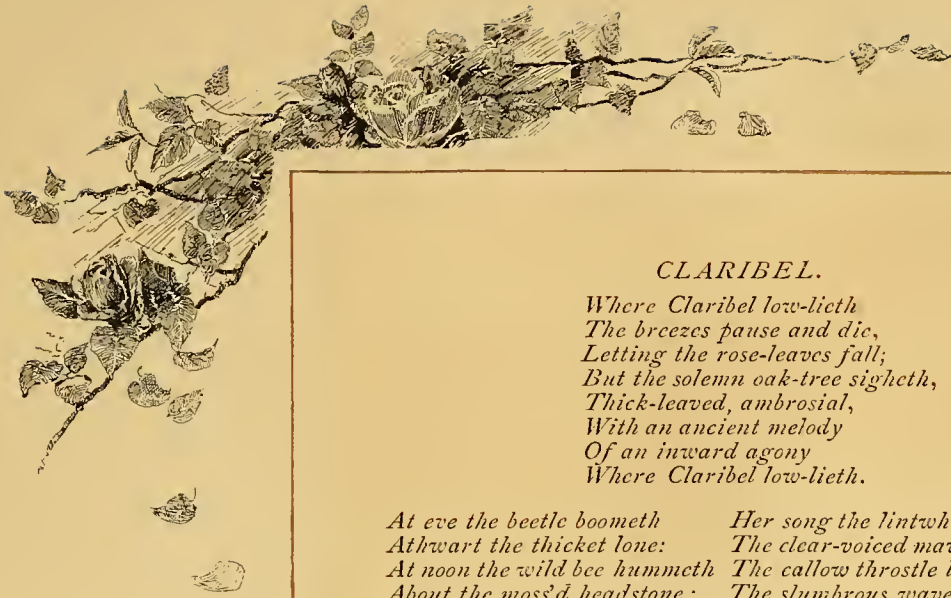 CLARIBEL.
Where Claribel low-lieth
The breezes pause and die,
Letting the rose-leaves fall;
But the solemn oak-tree sigheth,
Thick-leaved, ambrosial,
With an ancient melody
Of an inward agony
Where Claribel low-lieth.
At eve the beetle boometh
Athwart the thicket lone:
At noon the wild bee hummeth
About the moss'd headstone:
Her song the
The clear-voiced
The callow throstle
The slumbrous